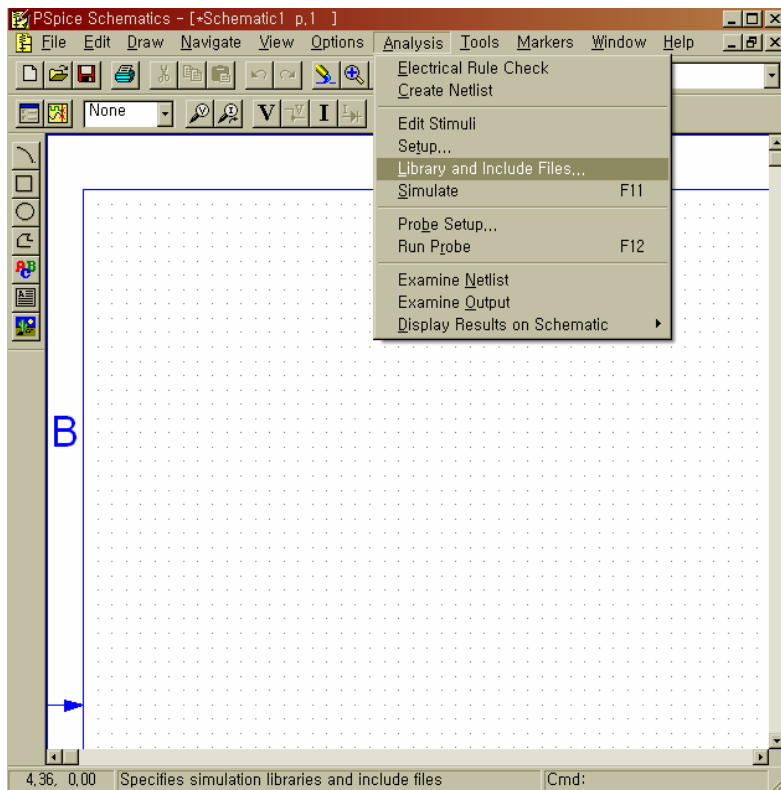 PSpice Schematics - [*Schematic1 p,1 ]
File Edit Draw Navigate View Options Analysis Tools Markers Window Help
Electrical Rule Check
Create Netlist
None
V V I
Edit Stimuli
Setup...
Library and Include Files...
Simulate F11
Probe Setup...
Run Probe F12
Examine Netlist
Examine Output
Display Results on Schematic
ABC
B
4,36, 0,00 Specifies simulation libraries and include files Cmd: